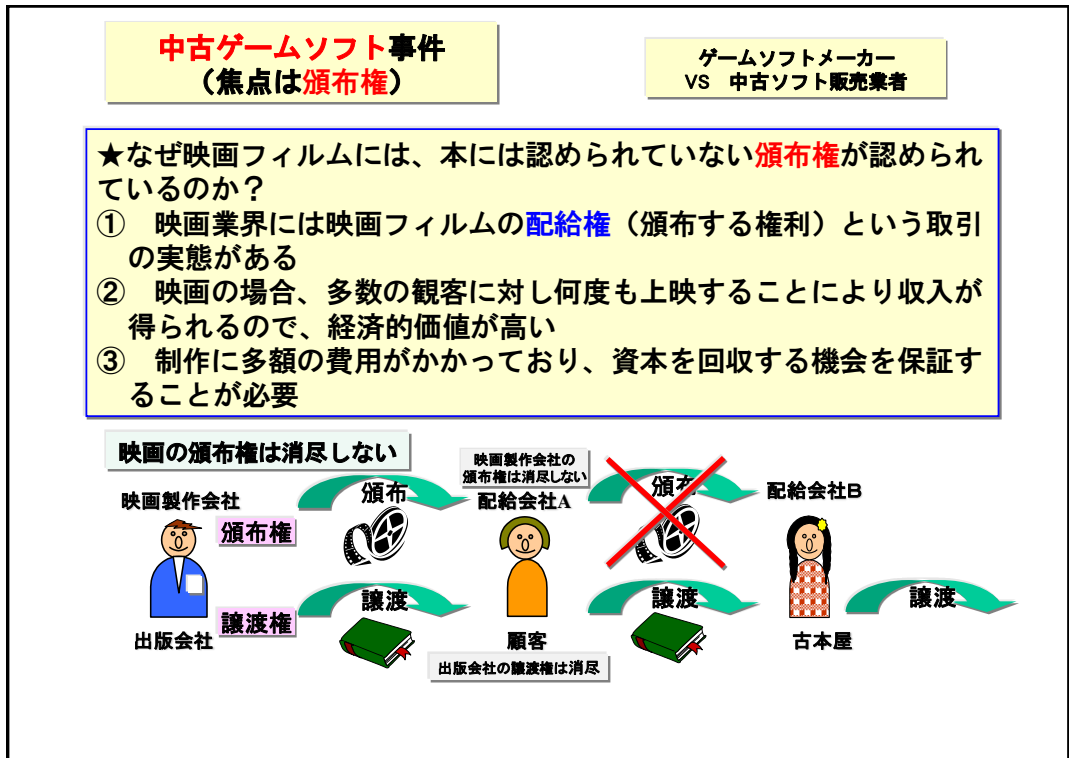 中古ゲームソフト事件
（焦点は頒布権）
ゲームソフトメーカー
VS　中古ソフト販売業者
★なぜ映画フィルムには、本には認められていない頒布権が認められ
ているのか？
①　映画業界には映画フィルムの配給権（頒布する権利）という取引
の実態がある
②　映画の場合、多数の観客に対し何度も上映することにより収入が
得られるので、経済的価値が高い
③　制作に多額の費用がかかっており、資本を回収する機会を保証す
ることが必要
映画の頒布権は消尽しない
映画製作会社の
頒布権は消尽しない
頒布
頒布
映画製作会社
配給会社A
配給会社B
頒布権
譲渡
譲渡
譲渡
譲渡権
出版会社
顧客
古本屋
出版会社の譲渡権は消尽